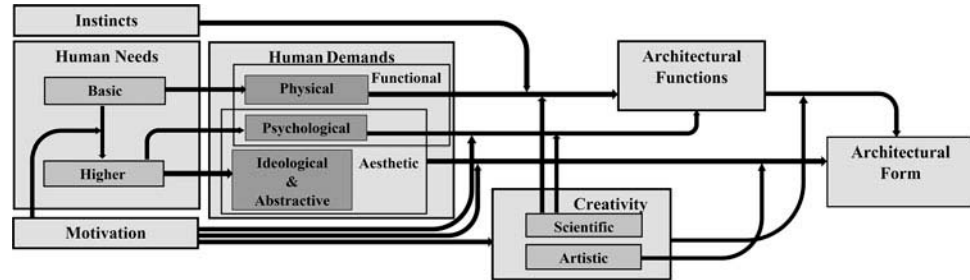 Instincts
Human Needs
Basic
Higher
Motivation
Human Demands
Functional
Physical
Psychological
Aesthetic
Ideological
&
Abstractive
Architectural
Functions
Architectural
Form
Creativity
Scientific
Artistic